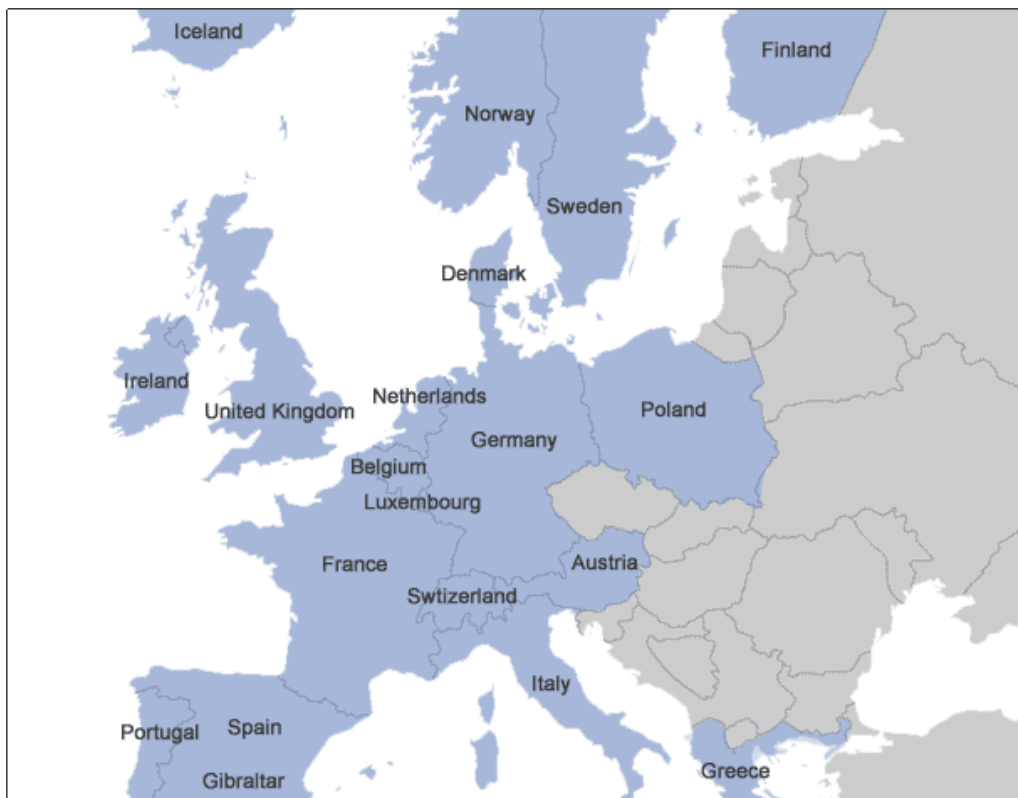 Iceland
Finland
Norway
Sweden
Denmark
Ireland
Netherlands
United Kingdom
Poland
Germany
Belgium
Luxembourg
France
Austria
Swtizerland
Italy
Portugal
Spain
Greece
Gibraltar